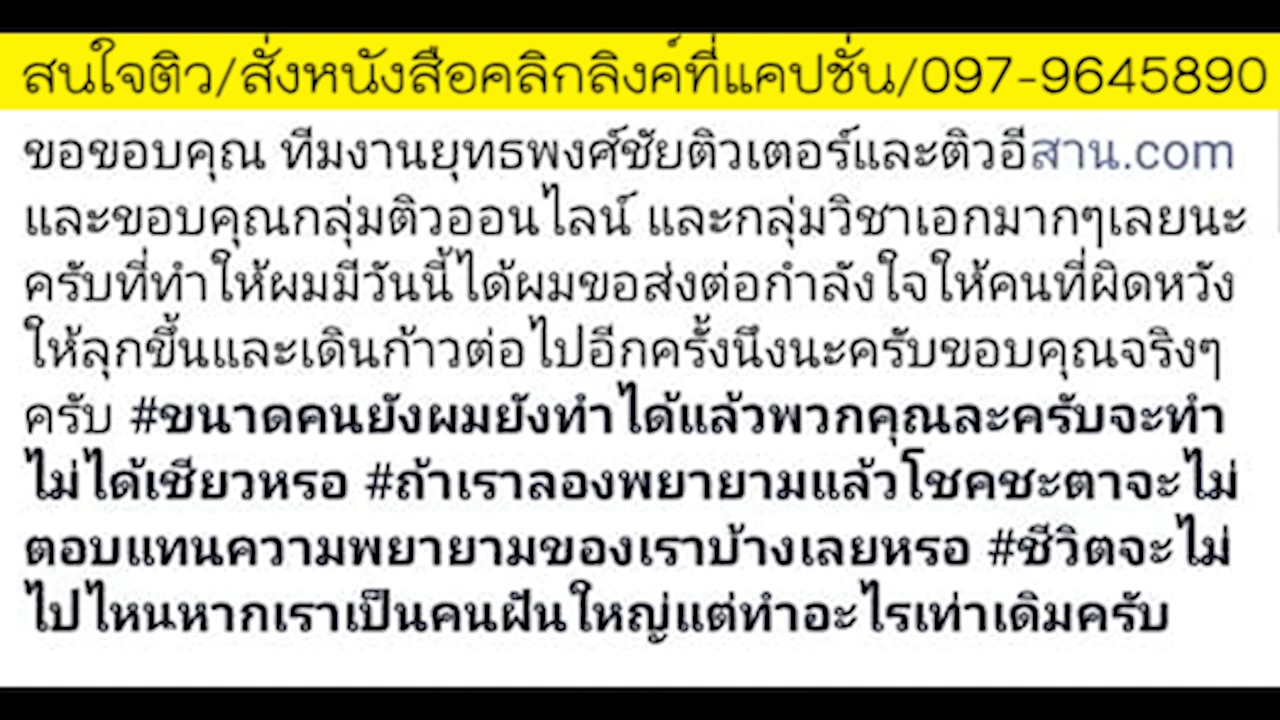 สนใจติว/สั่งหนังสือคลิกลิงค์ที่แคปชั่น/097-9645890
ขอขอบคุณ ทีมงานยุทธพงศ์ชัยติวเตอร์และติวอีสาน.com
และขอบคุณกลุ่มติวออนไลน์ และกลุ่มวิชาเอกมากๆเลยนะ
ครับที่ทำให้ผมมีวันนี้ได้ผมขอส่งต่อกำลังใจให้คนที่ผิดหวัง
ให้ลุกขึ้นและเดินก้าวต่อไปอีกครั้งนึงนะครับขอบคุณจริงๆ
ครับ #ขนาดคนยังผมยังทำได้แล้วพวกคุณละครับจะทำ
ไม่ได้เชียวหรอ #ถ้าเราลองพยายามแล้วโชคชะตาจะไม่
ตอบแทนความพยายามของเราบ้างเลยหรอ #ชีวิตจะไม่
ไปไหนหากเราเป็นคนฝันใหญ่แต่ทำอะไรเท่าเดิมครับ